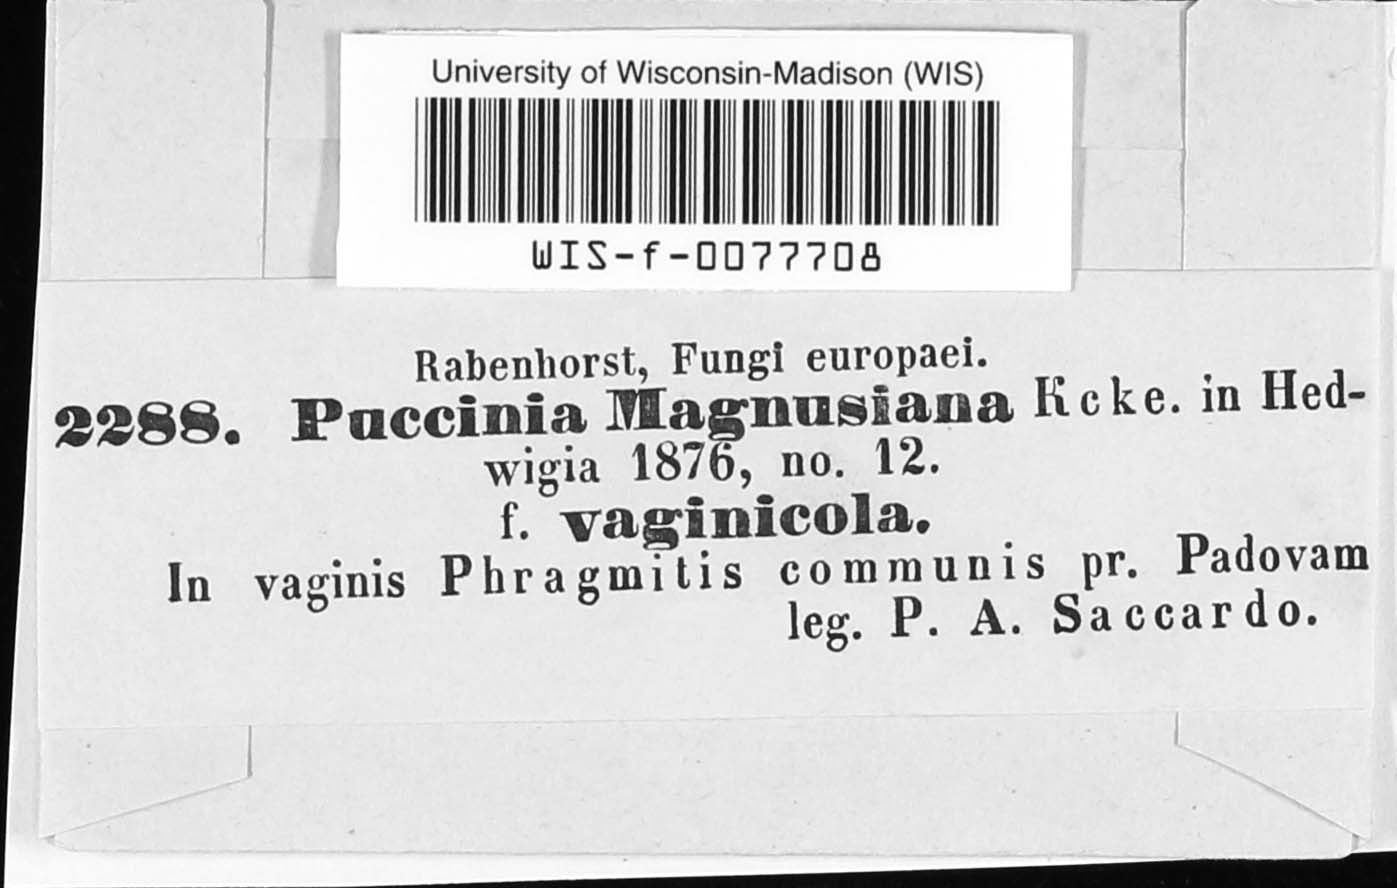 University of Wisconsin-Madison (WIS)
WIS-f-0077708
Rabenhorst, Fungi europaei.
2288. Puccinia Magnusiana Kcke. in Hed-
wigia 1876, no. 12.
f. vaginicola.
In vaginis Phragmitis communis pr. Padovam
leg. P. A. Saccardo.